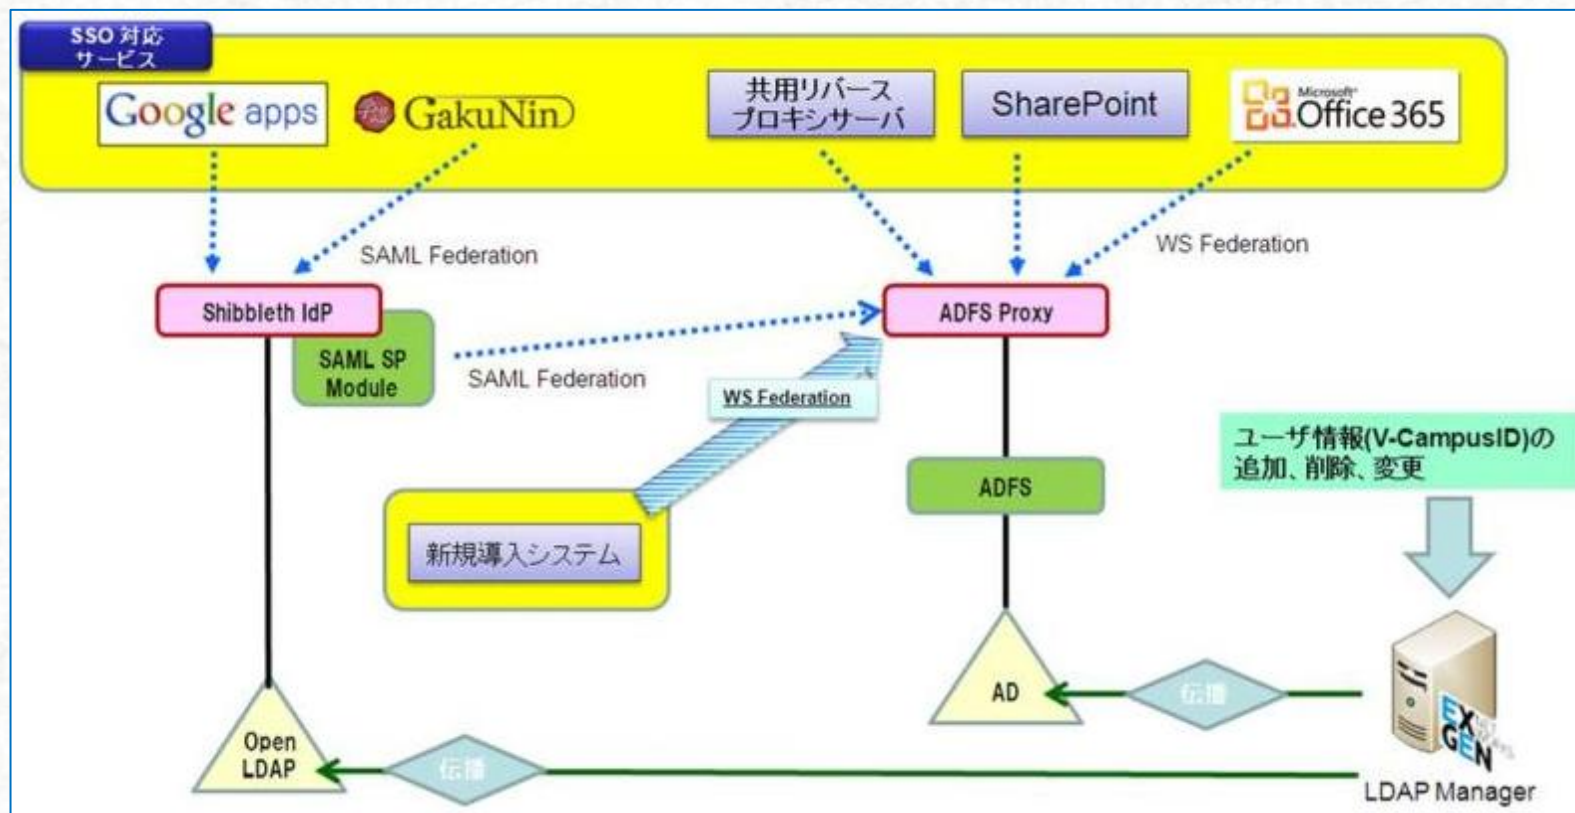 SSO 対応
サービス
Google apps
GakuNin
共用リバース
プロキシサーバ
SharePoint
Microsoft®
Office 365
SAML Federation
WS Federation
Shibbleth IdP
ADFS Proxy
SAML SP
Module
SAML Federation
WS Federation
ユーザ情報(V-CampusID)の
追加、削除、変更
ADFS
新規導入システム
AD
伝播
EX
GEN
Open
LDAP
伝播
LDAP Manager